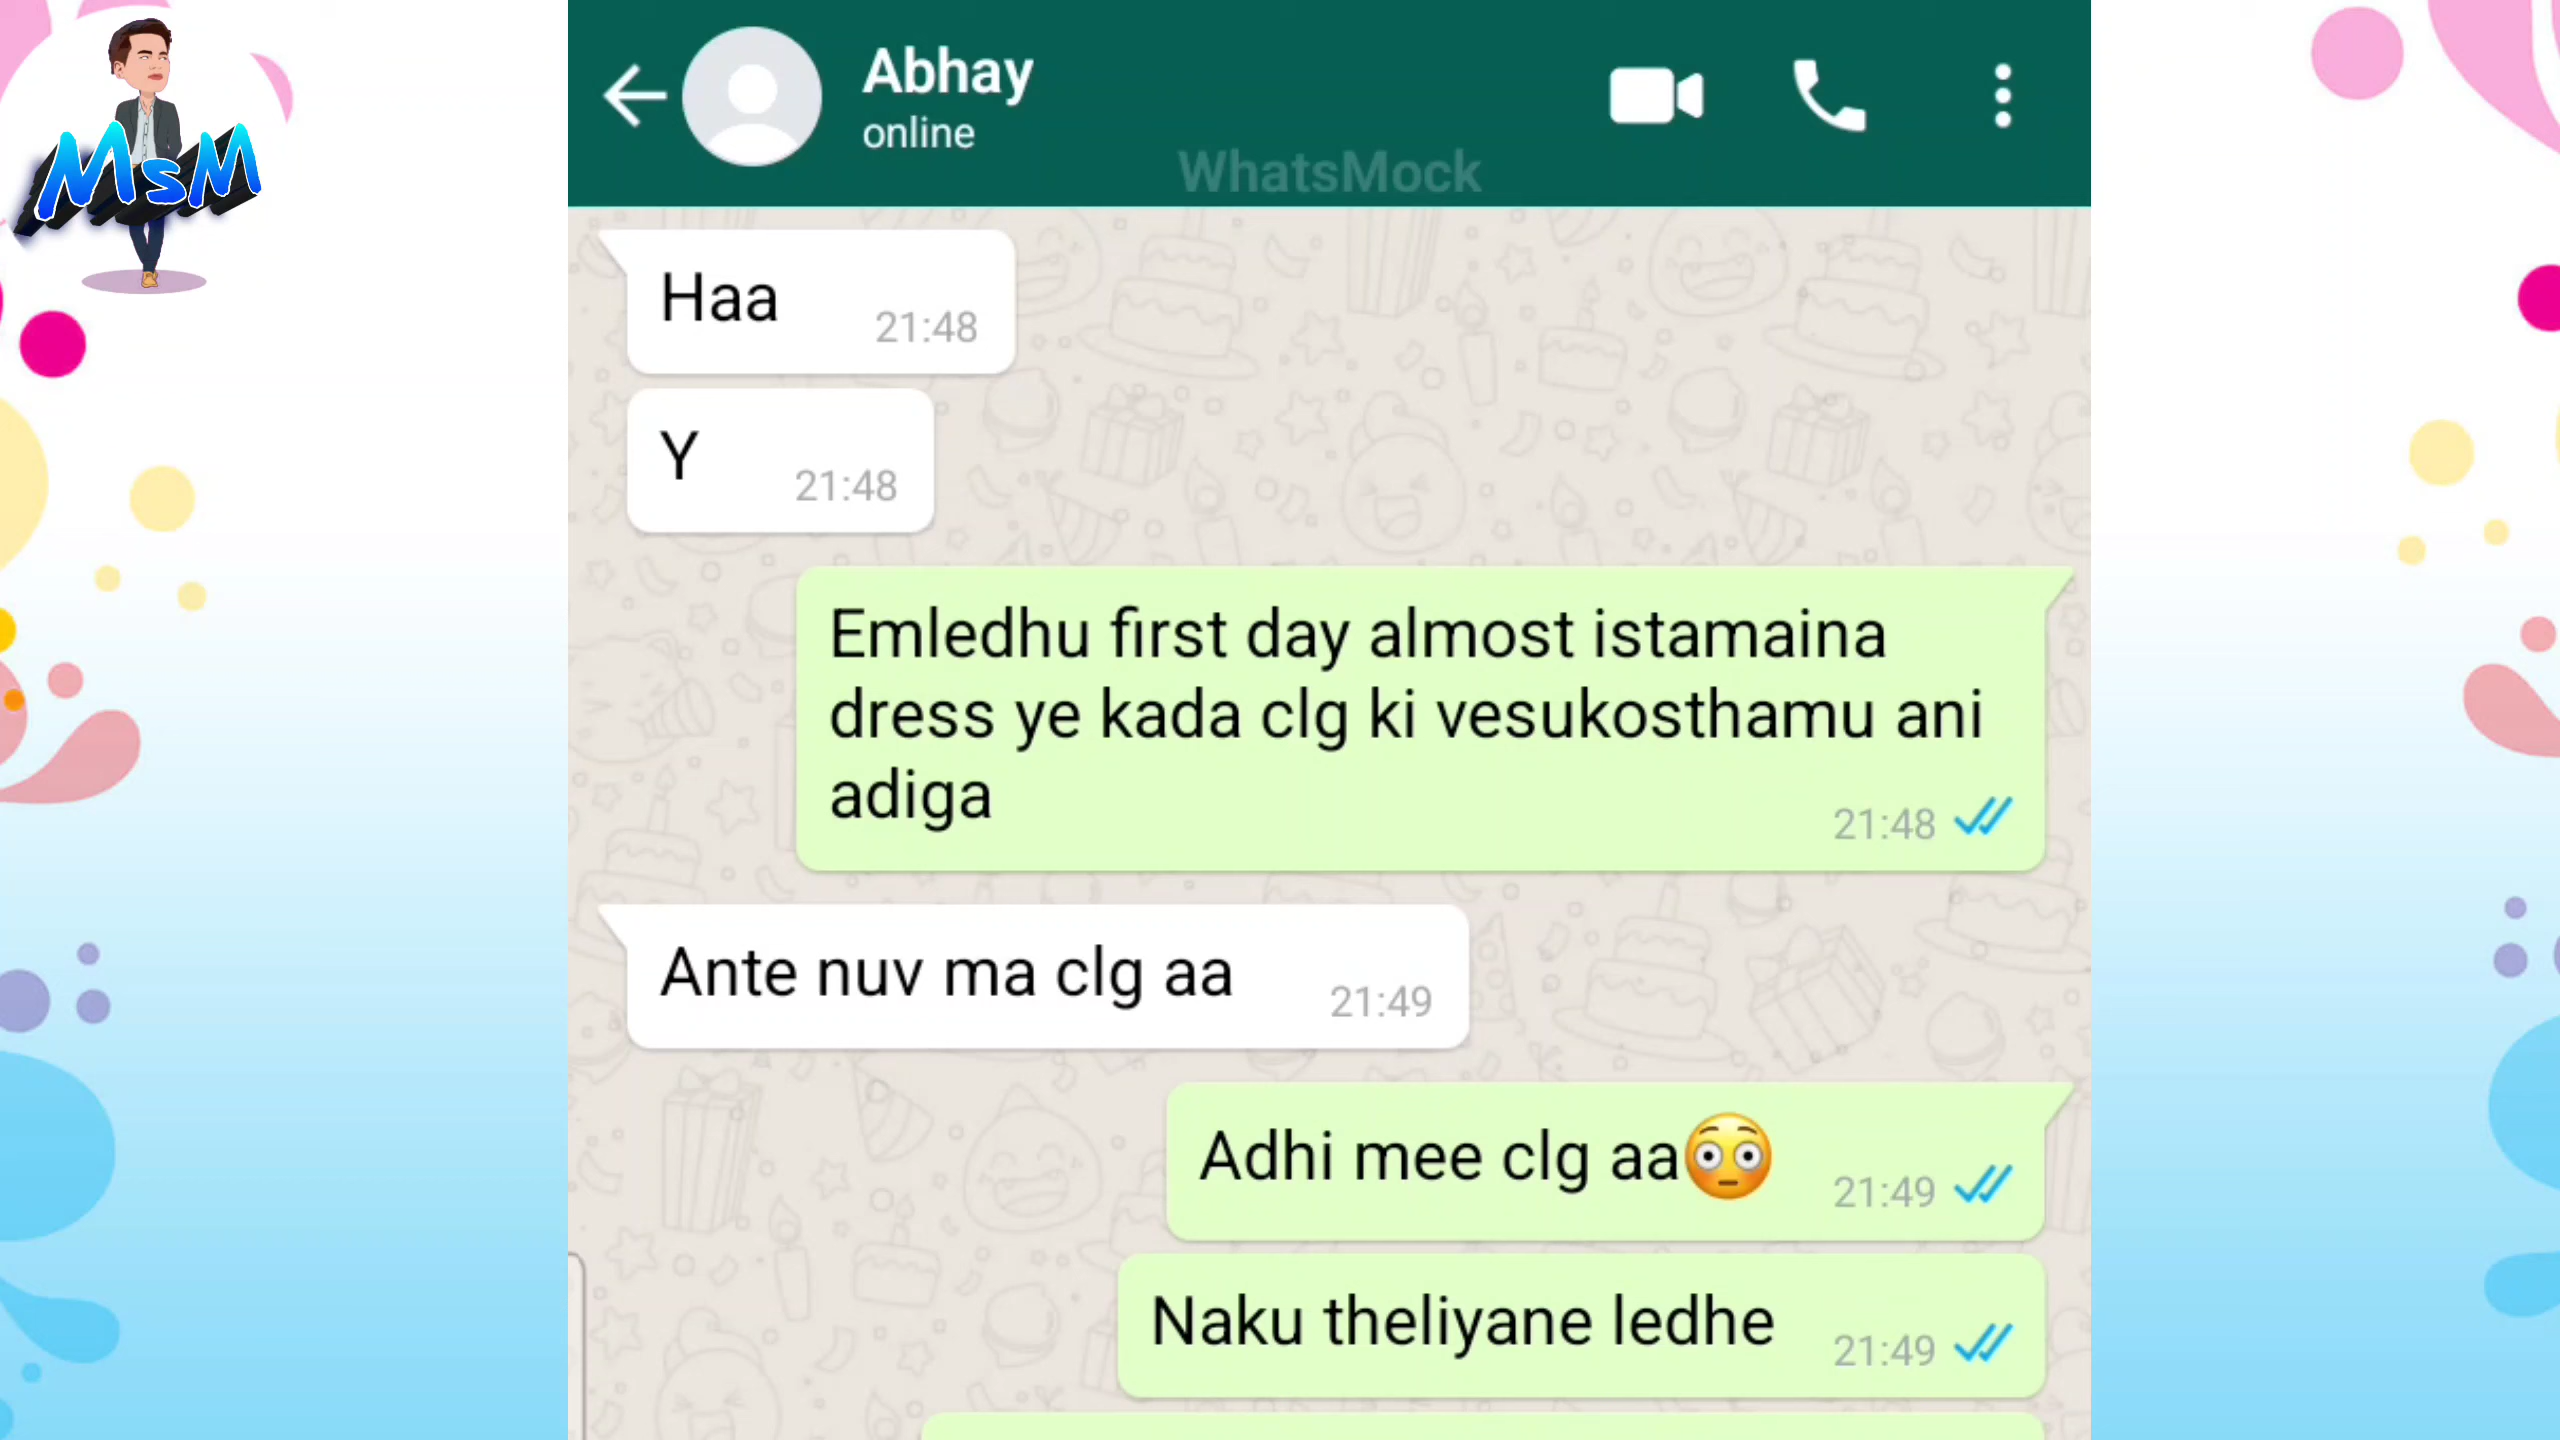 MsM
Abhay
online
WhatsMock
Haa
21:48
Y
21:48
Emledhu first day almost istamaina
dress ye kada clg ki vesukosthamu ani
adiga
21:48
Ante nuv ma clg aa
21:49
Adhi mee clg aa😳
21:49
Naku theliyane ledhe
21:49